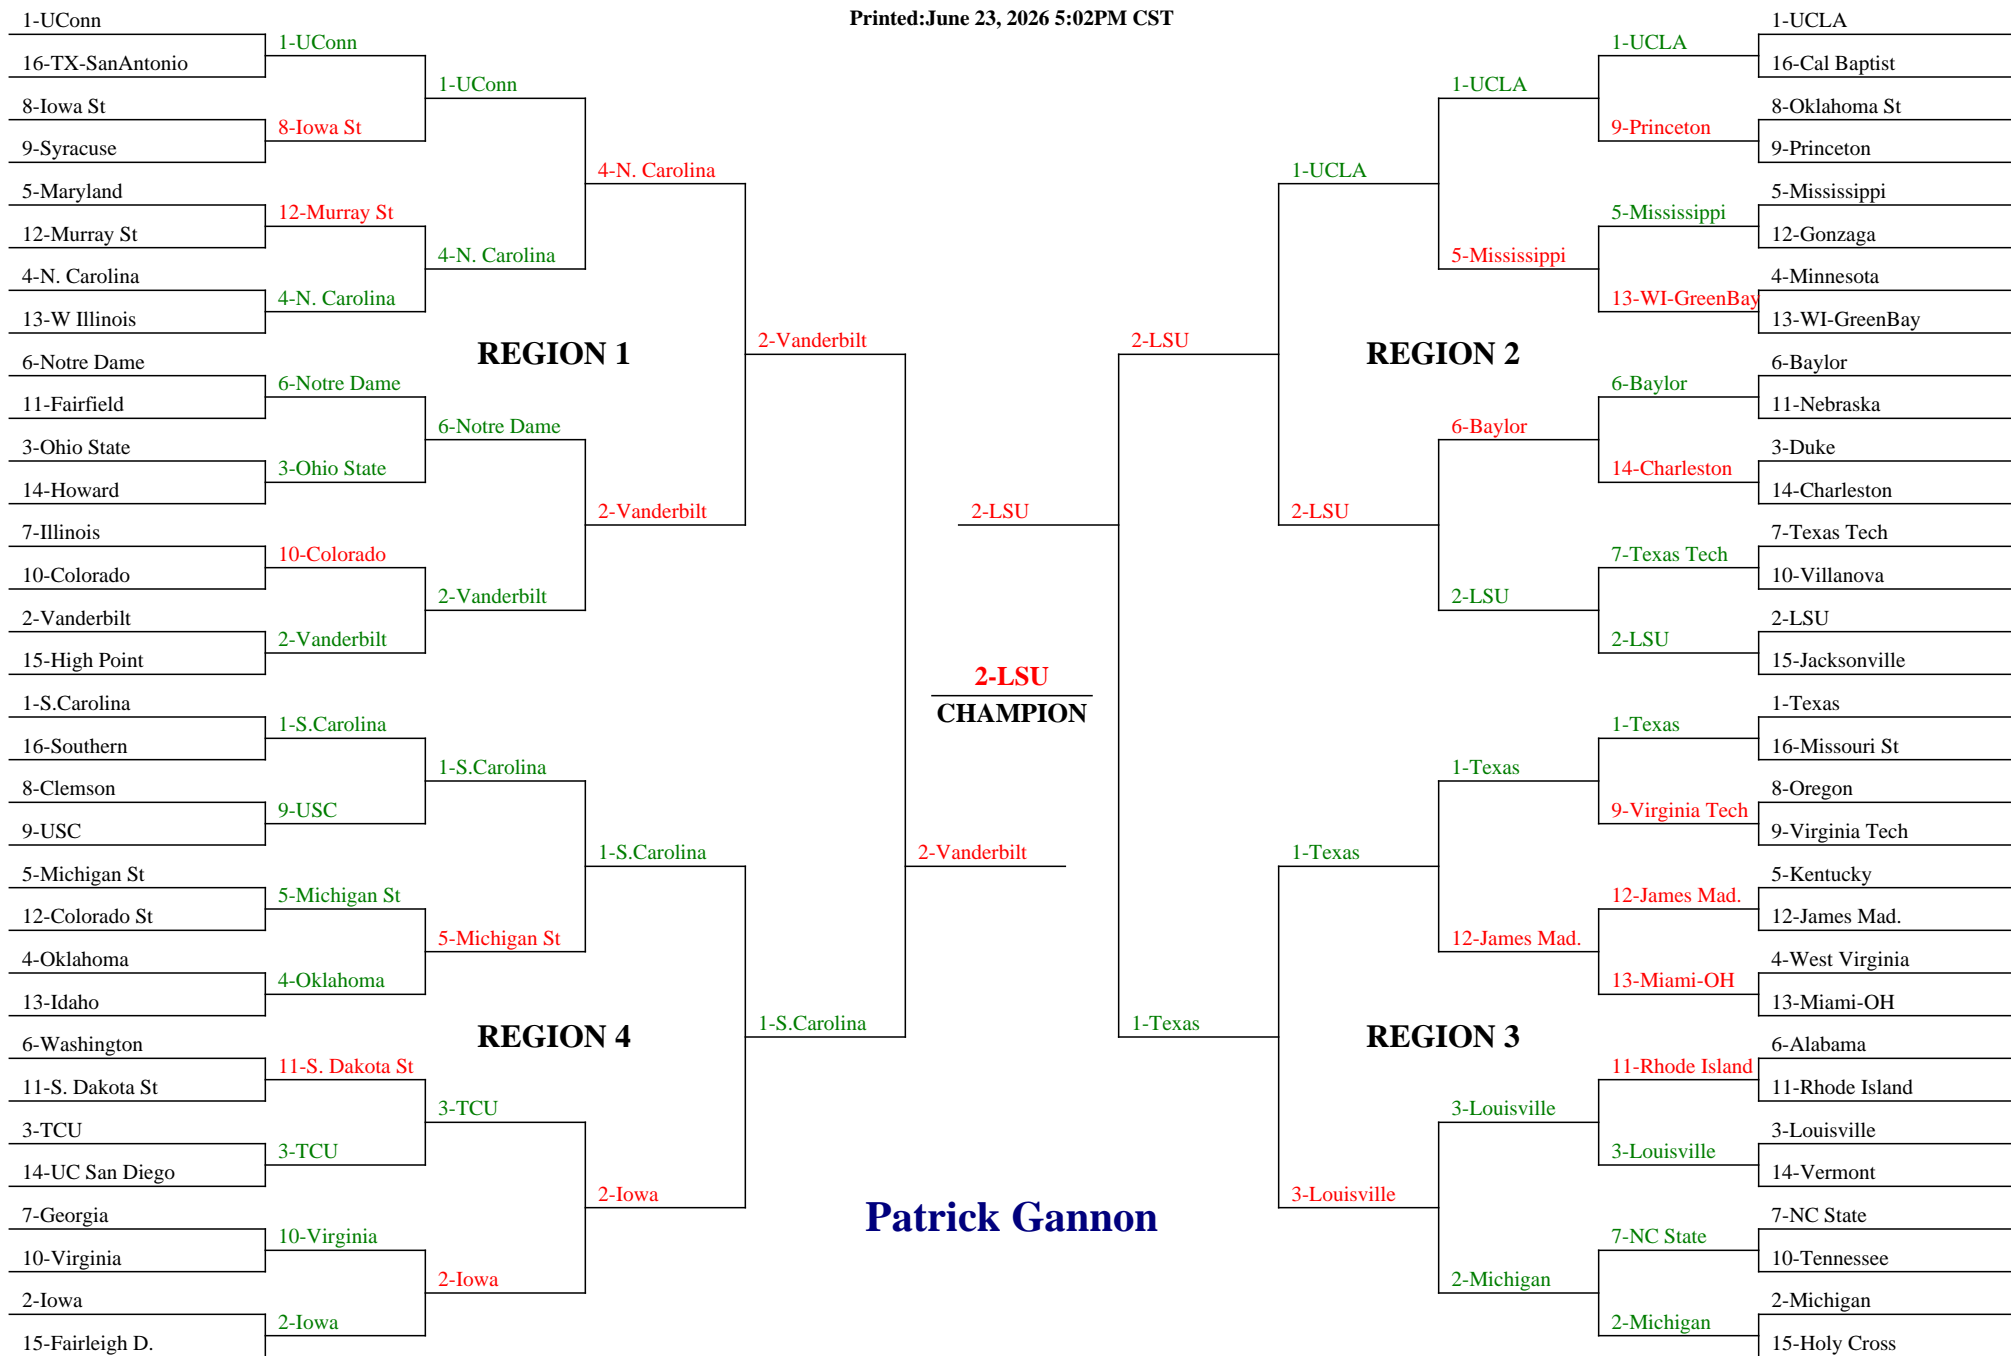 Printed:June 23, 2026 5:02PM CST
1-UConn
16-TX-SanAntonio
8-Iowa St
9-Syracuse
5-Maryland
12-Murray St
4-N. Carolina
13-W Illinois
6-Notre Dame
11-Fairfield
3-Ohio State
14-Howard
7-Illinois
10-Colorado
2-Vanderbilt
15-High Point
1-S.Carolina
16-Southern
8-Clemson
9-USC
5-Michigan St
12-Colorado St
4-Oklahoma
13-Idaho
6-Washington
11-S. Dakota St
3-TCU
14-UC San Diego
7-Georgia
10-Virginia
2-Iowa
15-Fairleigh D.
1-UConn
8-Iowa St
12-Murray St
4-N. Carolina
6-Notre Dame
3-Ohio State
10-Colorado
2-Vanderbilt
1-S.Carolina
9-USC
5-Michigan St
4-Oklahoma
11-S. Dakota St
3-TCU
10-Virginia
2-Iowa
1-UConn
4-N. Carolina
6-Notre Dame
2-Vanderbilt
1-S.Carolina
5-Michigan St
3-TCU
2-Iowa
REGION 1
REGION 4
4-N. Carolina
2-Vanderbilt
1-S.Carolina
2-Iowa
2-Vanderbilt
1-S.Carolina
2-LSU
2-LSU
CHAMPION
2-Vanderbilt
Patrick Gannon
2-LSU
1-Texas
1-UCLA
2-LSU
1-Texas
3-Louisville
REGION 2
REGION 3
1-UCLA
5-Mississippi
6-Baylor
2-LSU
1-Texas
12-James Mad.
3-Louisville
2-Michigan
1-UCLA
9-Princeton
5-Mississippi
13-WI-GreenBay
6-Baylor
14-Charleston
7-Texas Tech
2-LSU
1-Texas
9-Virginia Tech
12-James Mad.
13-Miami-OH
11-Rhode Island
3-Louisville
7-NC State
2-Michigan
1-UCLA
16-Cal Baptist
8-Oklahoma St
9-Princeton
5-Mississippi
12-Gonzaga
4-Minnesota
13-WI-GreenBay
6-Baylor
11-Nebraska
3-Duke
14-Charleston
7-Texas Tech
10-Villanova
2-LSU
15-Jacksonville
1-Texas
16-Missouri St
8-Oregon
9-Virginia Tech
5-Kentucky
12-James Mad.
4-West Virginia
13-Miami-OH
6-Alabama
11-Rhode Island
3-Louisville
14-Vermont
7-NC State
10-Tennessee
2-Michigan
15-Holy Cross